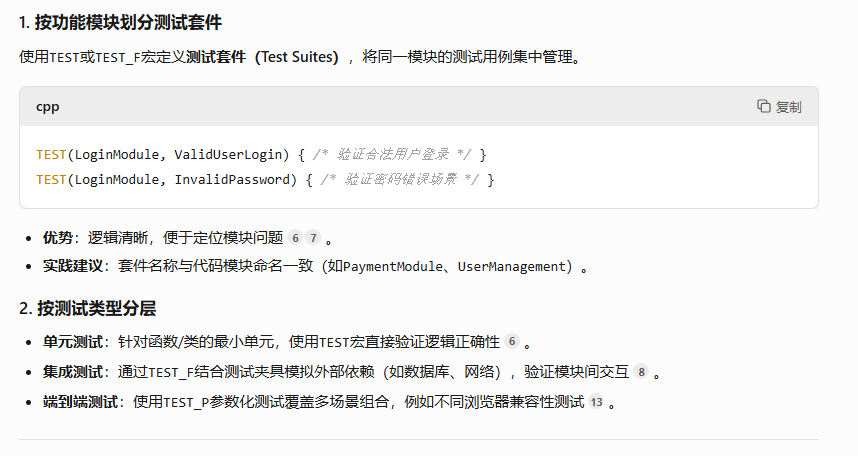 1. 按功能模块划分测试套件
使用TEST或TEST_F宏定义测试套件（Test Suites），将同一模块的测试用例集中管理。
cpp 复制
TEST(LoginModule, ValidUserLogin) { /* 验证合法用户登录 */ }
TEST(LoginModule, InvalidPassword) { /* 验证密码错误场景 */ }
• 优势：逻辑清晰，便于定位模块问题 6 7 。
• 实践建议：套件名称与代码模块命名一致（如PaymentModule、UserManagement）。
2. 按测试类型分层
• 单元测试：针对函数/类的最小单元，使用TEST宏直接验证逻辑正确性 6 。
• 集成测试：通过TEST_F结合测试夹具模拟外部依赖（如数据库、网络），验证模块间交互 8 。
• 端到端测试：使用TEST_P参数化测试覆盖多场景组合，例如不同浏览器兼容性测试 13 。